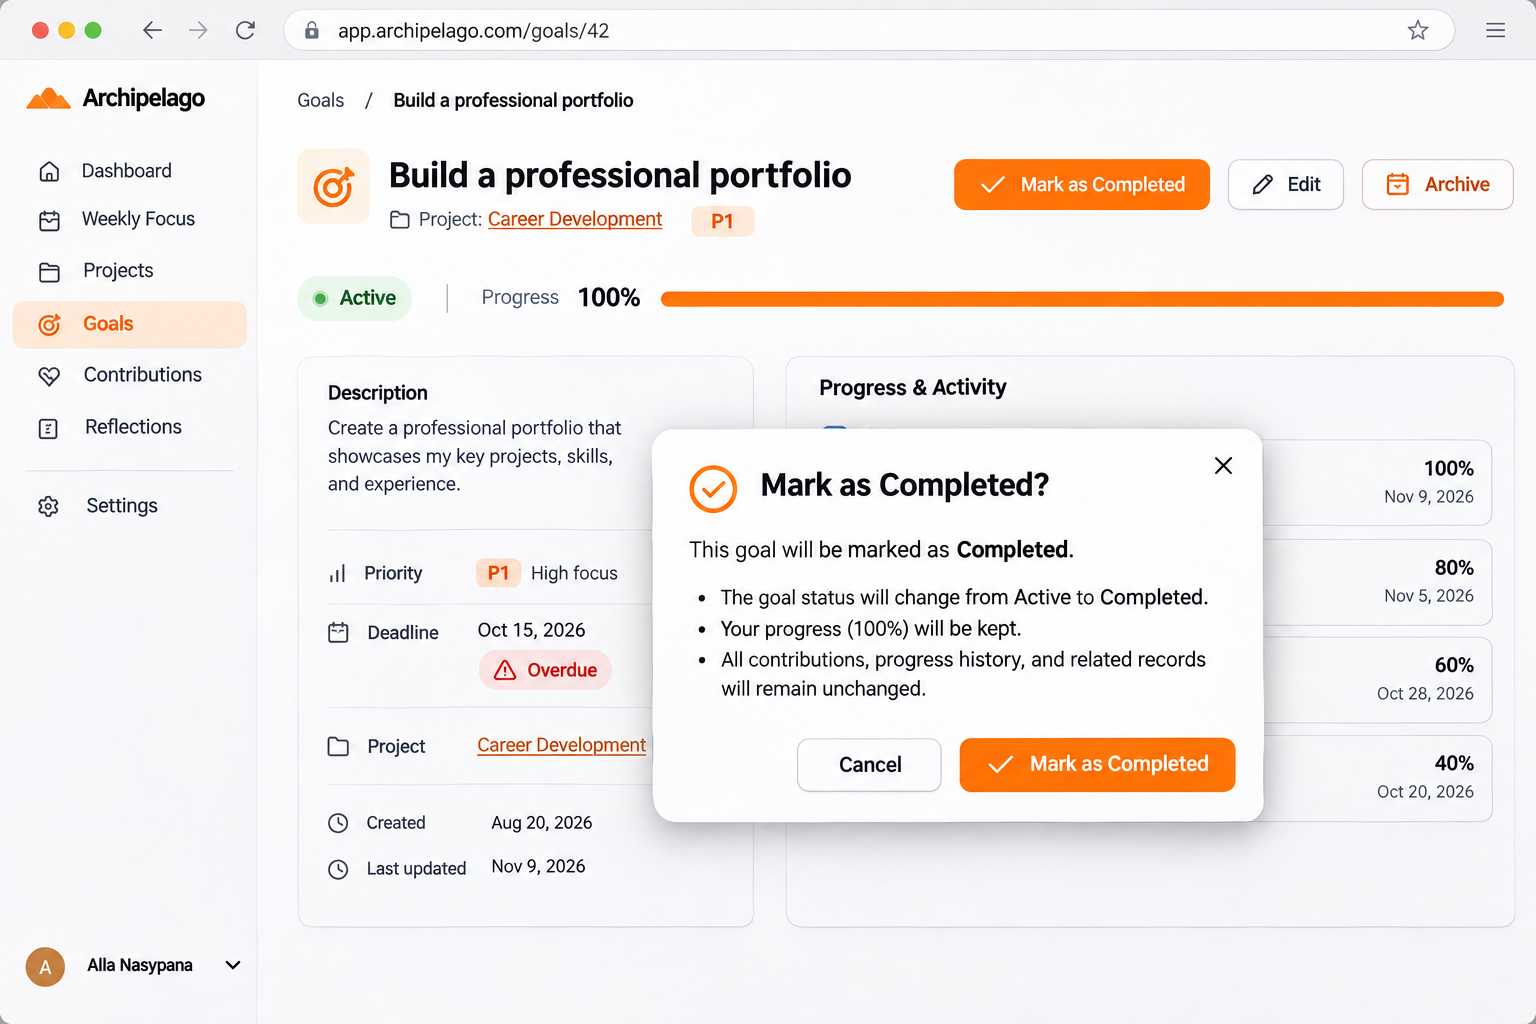 app.archipelago.com/goals/42
Archipelago
Dashboard
Weekly Focus
Projects
Goals
Contributions
Reflections
Settings
A
Alla Nasypana
Goals / Build a professional portfolio
Build a professional portfolio
Project: Career Development P1
Mark as Completed
Edit
Archive
Active
Progress 100%
Description
Create a professional portfolio that
showcases my key projects, skills,
and experience.
Priority P1 High focus
Deadline Oct 15, 2026
Overdue
Project Career Development
Created Aug 20, 2026
Last updated Nov 9, 2026
Progress & Activity
100%
Nov 9, 2026
80%
Nov 5, 2026
60%
Oct 28, 2026
40%
Oct 20, 2026
Mark as Completed?
This goal will be marked as Completed.
• The goal status will change from Active to Completed.
• Your progress (100%) will be kept.
• All contributions, progress history, and related records
will remain unchanged.
Cancel
Mark as Completed